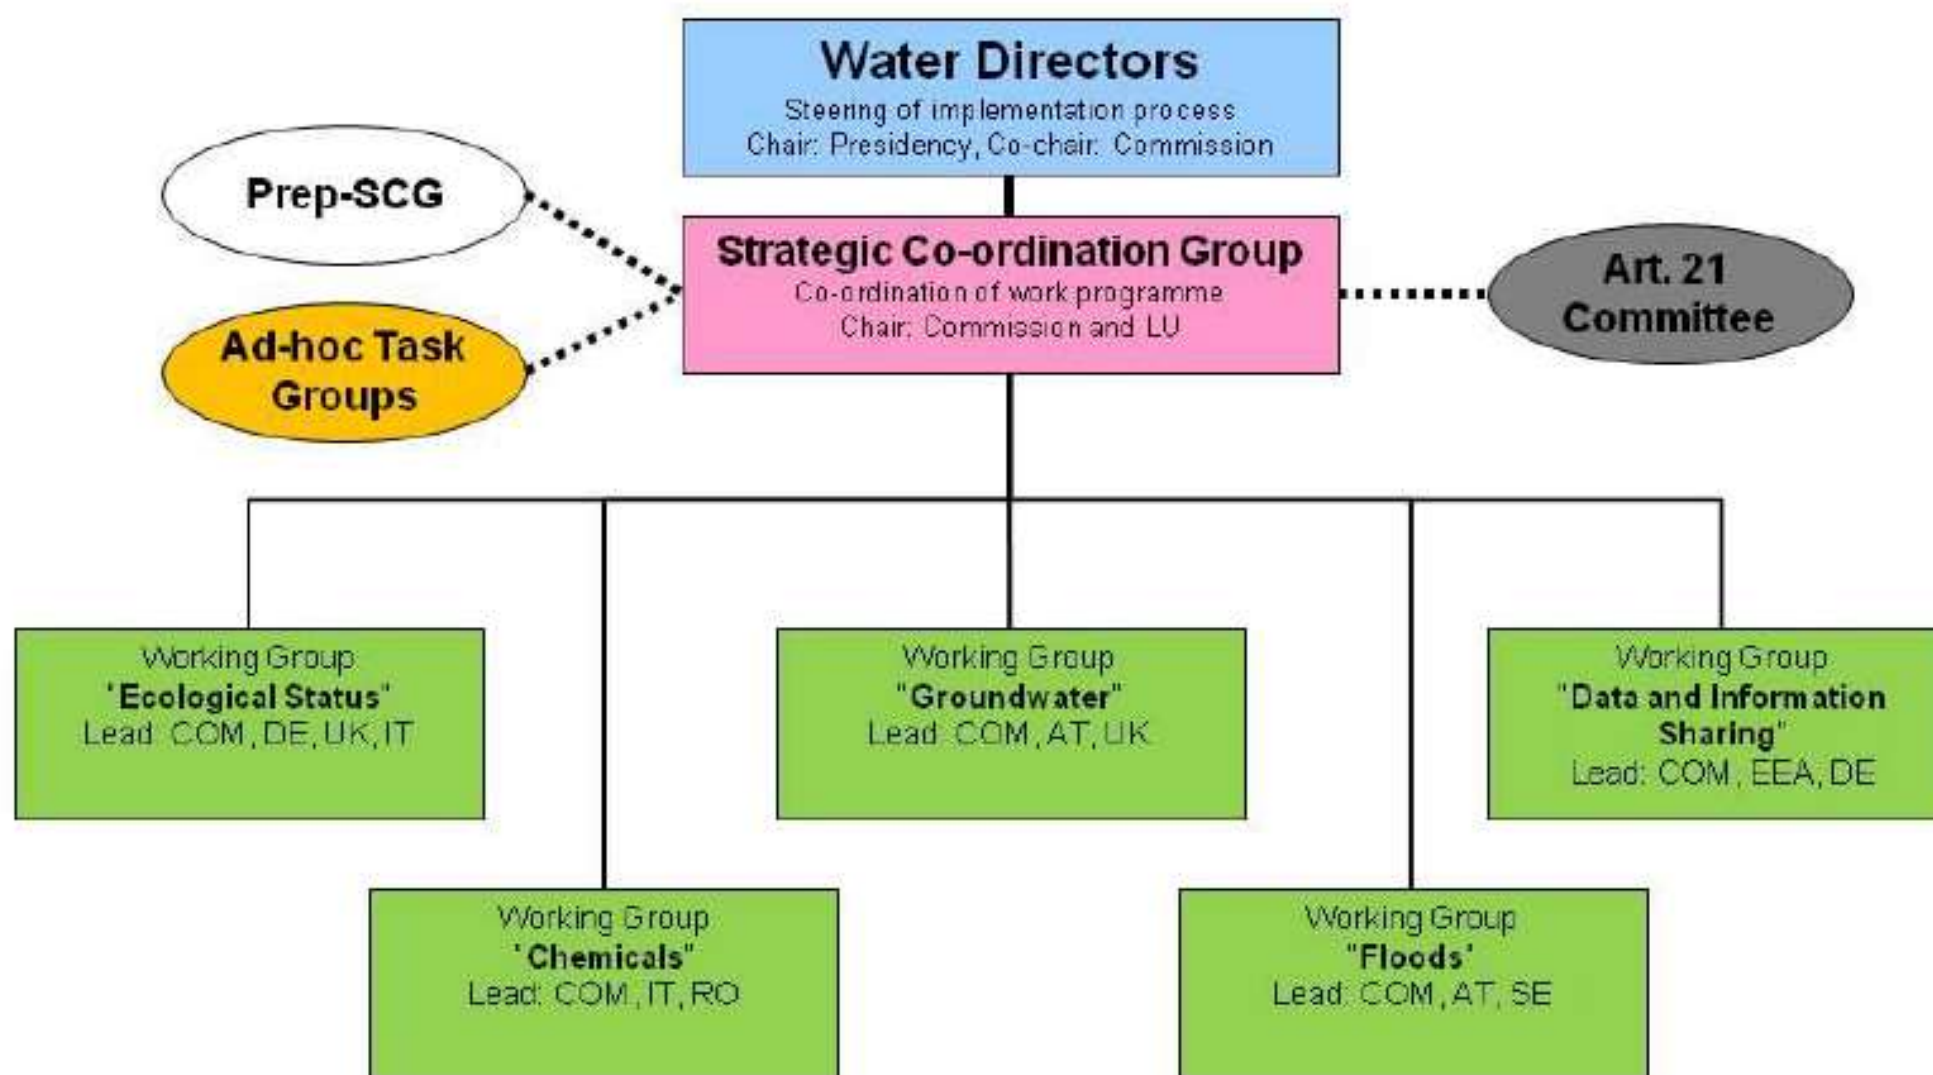 Water Directors
Steering of implementation process
Chair: Presidency, Co-chair: Commission
Prep-SCG
Strategic Co-ordination Group
Co-ordination of work programme
Chair: Commission and LU
Art. 21
Committee
Ad-hoc Task
Groups
Working Group
"Ecological Status"
Lead: COM, DE, UK, IT
Working Group
"Groundwater"
Lead: COM, AT, UK
Working Group
"Data and Information
Sharing"
Lead: COM, EEA, DE
Working Group
"Chemicals"
Lead: COM, IT, RO
Working Group
"Floods"
Lead: COM, AT, SE